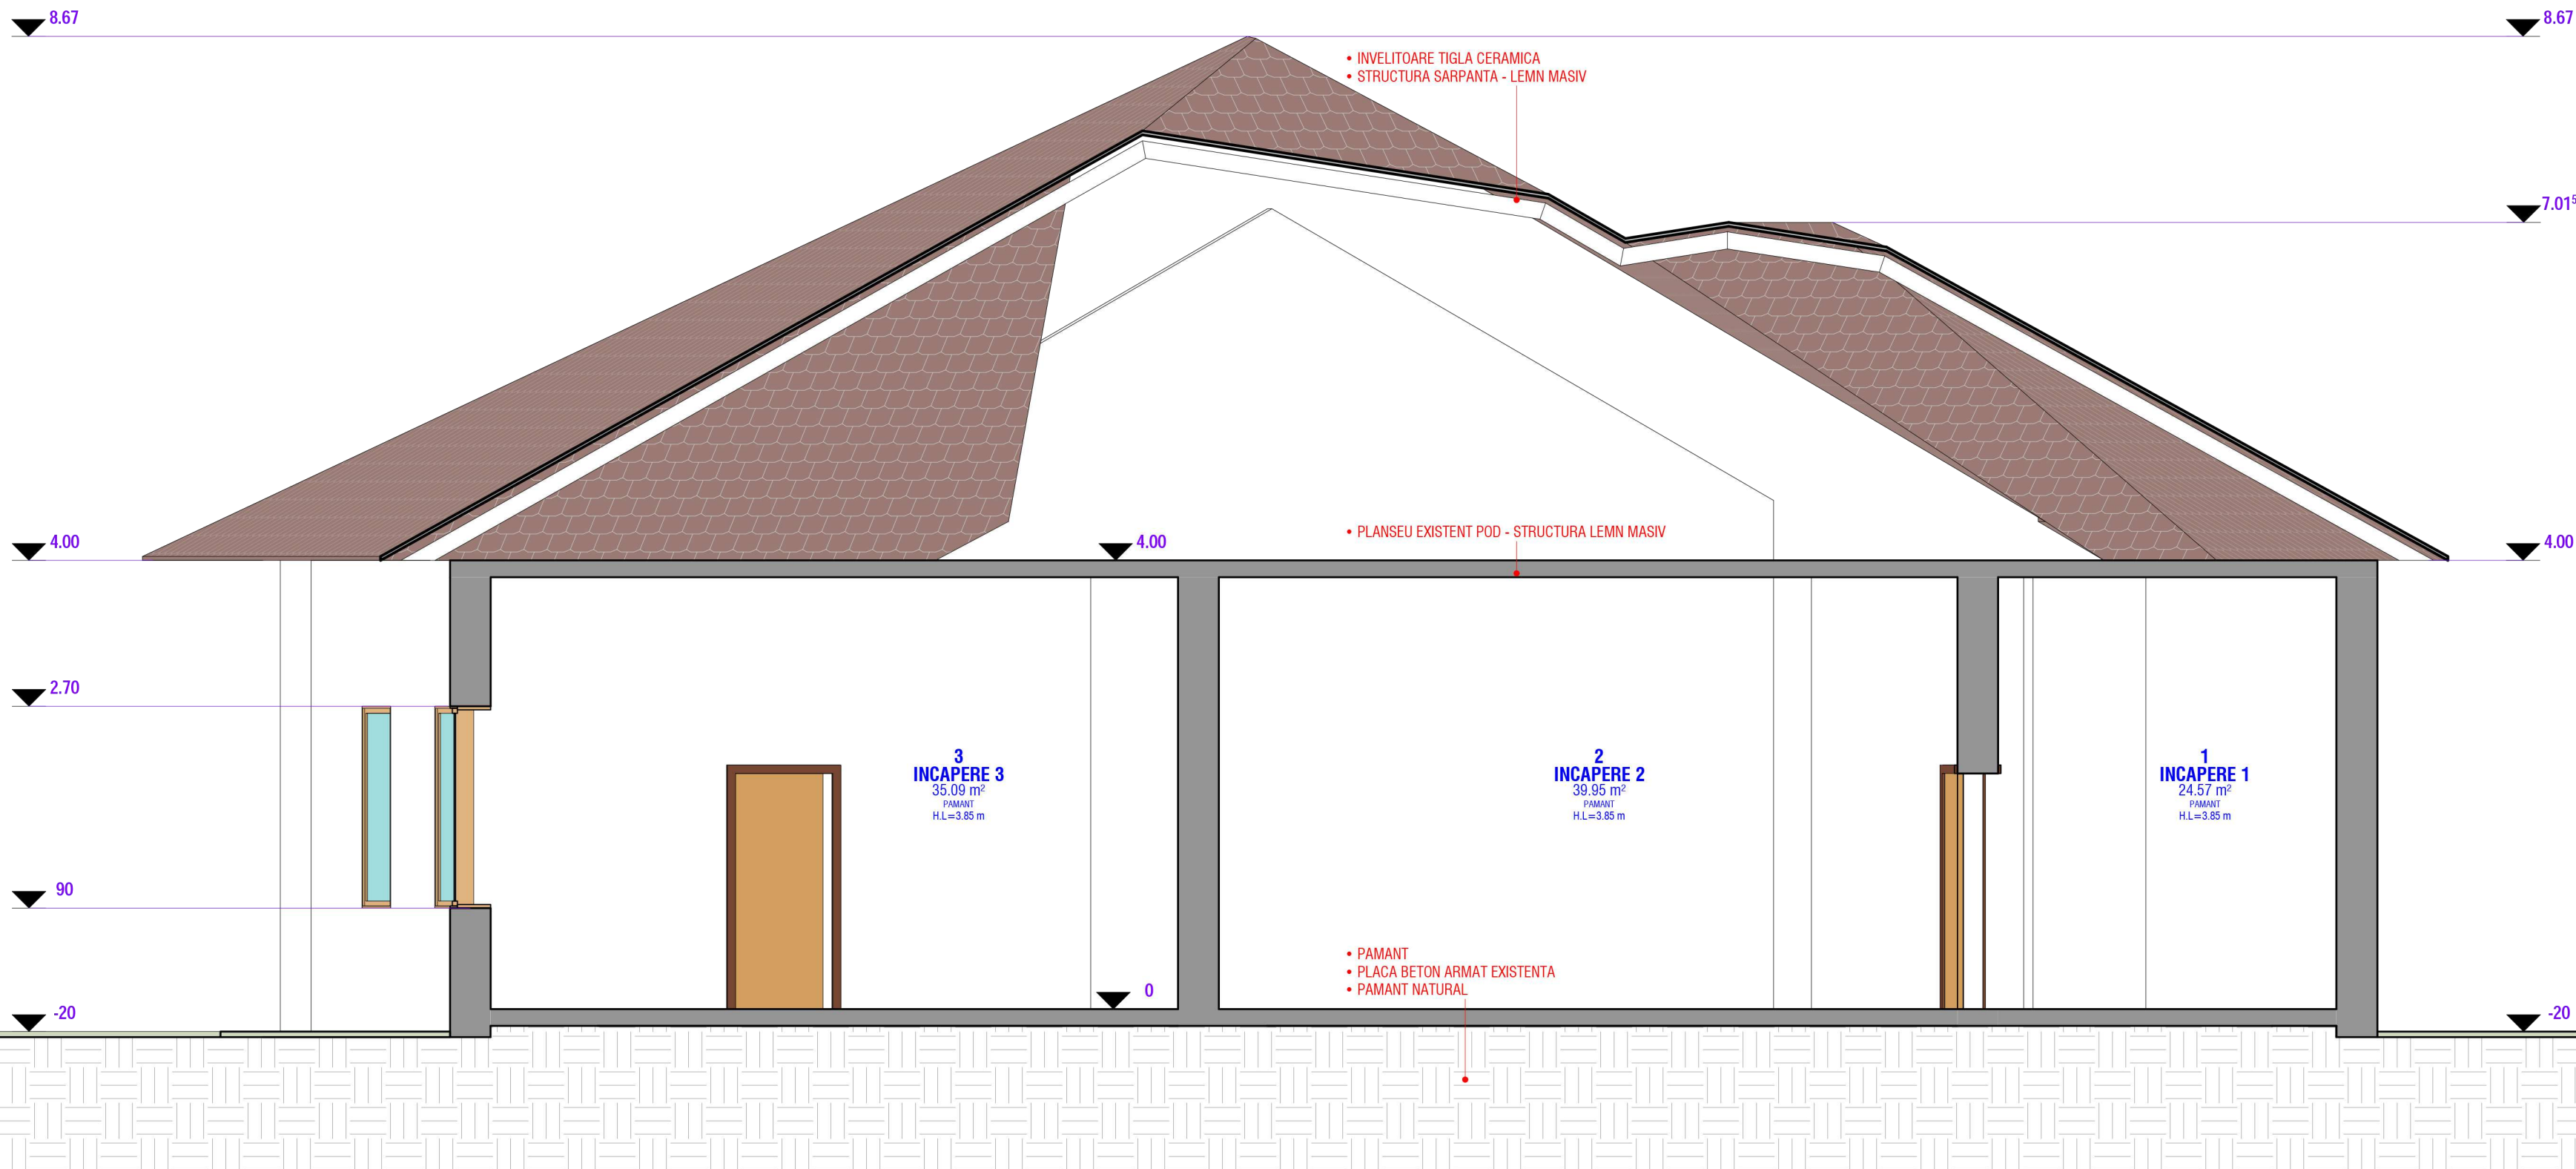 8.67
8.67
• INVELITOARE TIGLA CERAMICA
• STRUCTURA SARPANTA - LEMN MASIV
7.01⁵
• PLANSEU EXISTENT POD - STRUCTURA LEMN MASIV
4.00
4.00
4.00
2.70
3
INCAPERE 3
35.09 m²
PAMANT
H.L=3.85 m
2
INCAPERE 2
39.95 m²
PAMANT
H.L=3.85 m
1
INCAPERE 1
24.57 m²
PAMANT
H.L=3.85 m
90
• PAMANT
• PLACA BETON ARMAT EXISTENTA
• PAMANT NATURAL
0
-20
-20